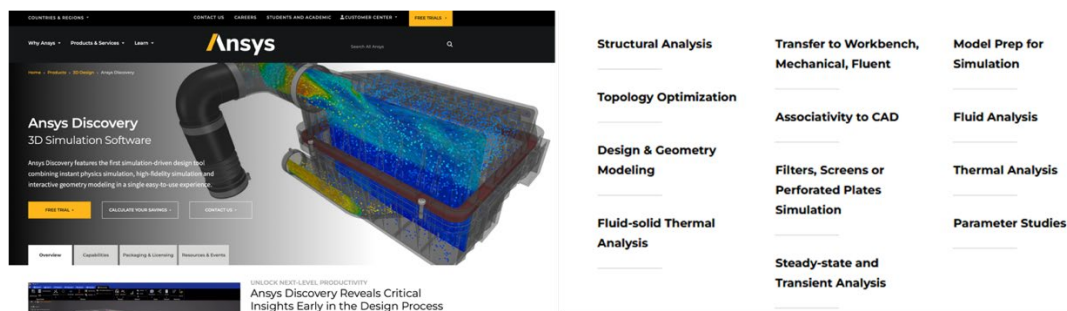 COUNTRIES & REGIONS
CONTACT US CAREERS STUDENTS AND ACADEMIC CUSTOMER CENTER FREE TRIALS
Why Ansys Products & Services Learn
Ansys
Search All Ansys
Home Products 3D Design Ansys Discovery
Ansys Discovery
3D Simulation Software
Ansys Discovery features the first simulation-driven design tool
combining instant physics simulation, high-fidelity simulation and
interactive geometry modeling in a single easy-to-use experience.
FREE TRIAL CALCULATE YOUR SAVINGS CONTACT US
Overview Capabilities Packaging & Licensing Resources & Events
UNLOCK NEXT-LEVEL PRODUCTIVITY
Ansys Discovery Reveals Critical
Insights Early in the Design Process
Structural Analysis
Topology Optimization
Design & Geometry
Modeling
Fluid-solid Thermal
Analysis
Transfer to Workbench,
Mechanical, Fluent
Associativity to CAD
Filters, Screens or
Perforated Plates
Simulation
Steady-state and
Transient Analysis
Model Prep for
Simulation
Fluid Analysis
Thermal Analysis
Parameter Studies